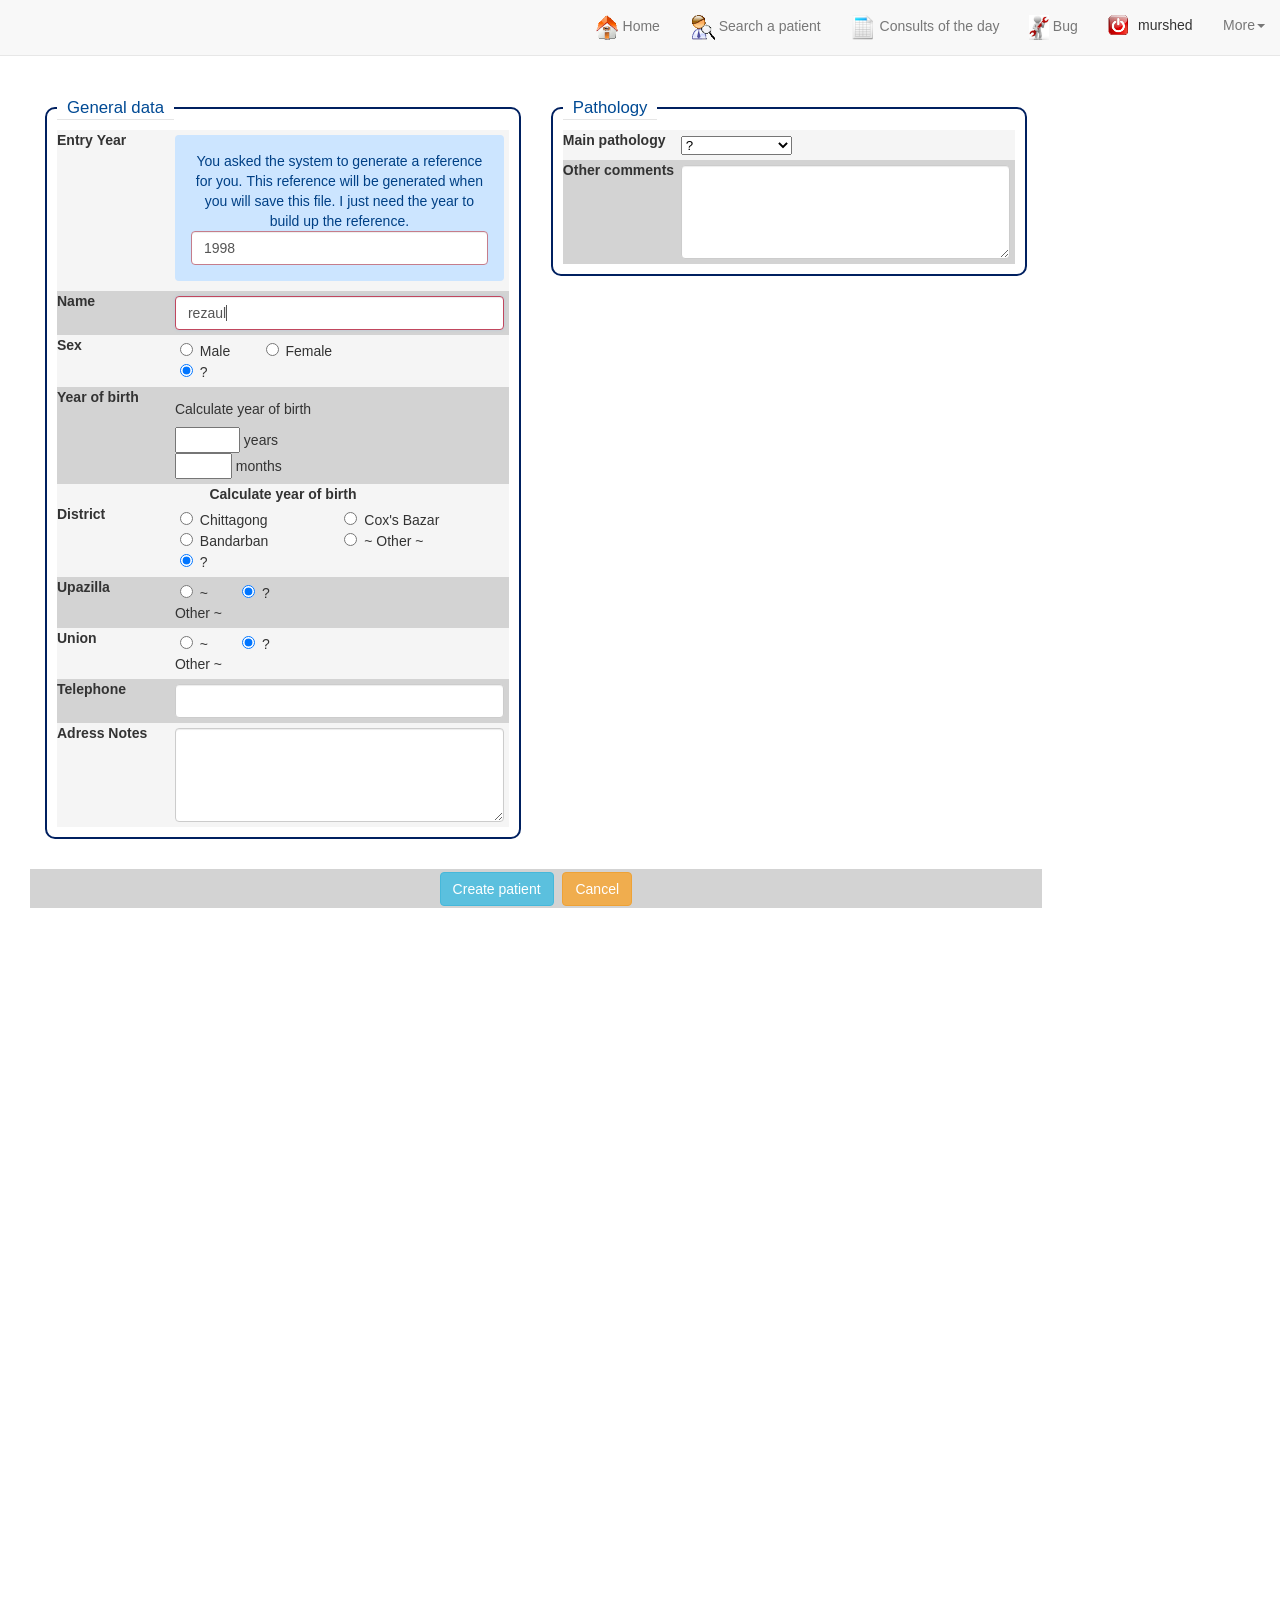 Home Search a patient Consults of the day Bug murshed More
General data
Entry Year
You asked the system to generate a reference
for you. This reference will be generated when
you will save this file. I just need the year to
build up the reference.
1998
Name rezaul
Sex Male Female
?
Year of birth
Calculate year of birth
years
months
Calculate year of birth
District Chittagong Cox's Bazar
Bandarban ~ Other ~
?
Upazilla ~ ?
Other ~
Union ~ ?
Other ~
Telephone
Adress Notes
Pathology
Main pathology ?
Other comments
Create patient Cancel